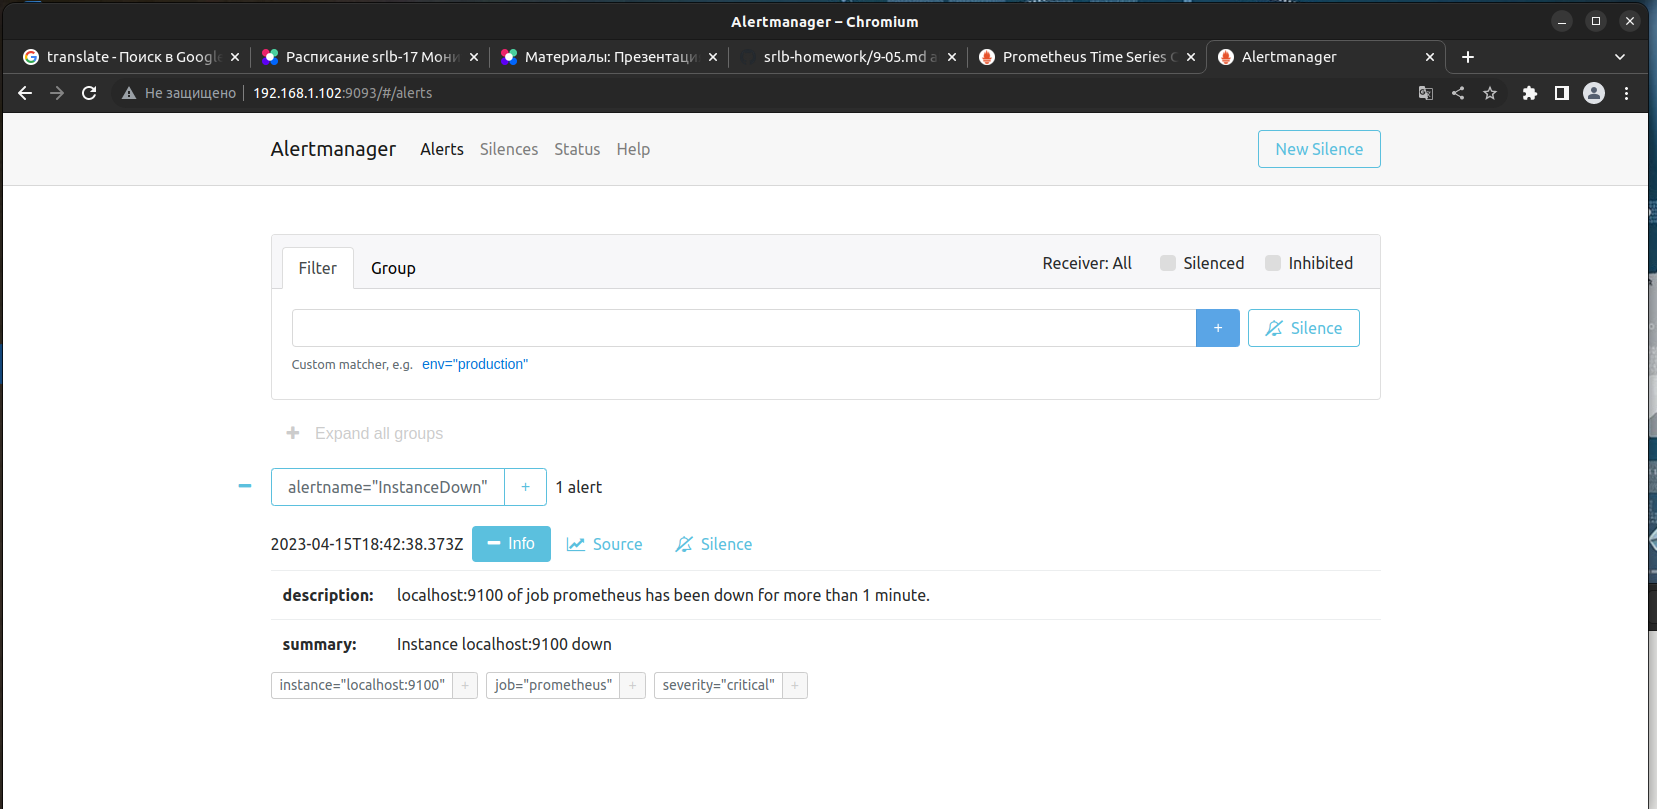 Alertmanager – Chromium
translate - Поиск в Google
Расписание srlb-17 Мони
Материалы: Презентаци
srlb-homework/9-05.md a
Prometheus Time Series C
Alertmanager
Не защищено
192.168.1.102:9093/#/alerts
Alertmanager Alerts Silences Status Help New Silence
Filter Group Receiver: All Silenced Inhibited
+ Silence
Custom matcher, e.g. env="production"
+ Expand all groups
alertname="InstanceDown" + 1 alert
2023-04-15T18:42:38.373Z Info Source Silence
description: localhost:9100 of job prometheus has been down for more than 1 minute.
summary: Instance localhost:9100 down
instance="localhost:9100" + job="prometheus" + severity="critical" +